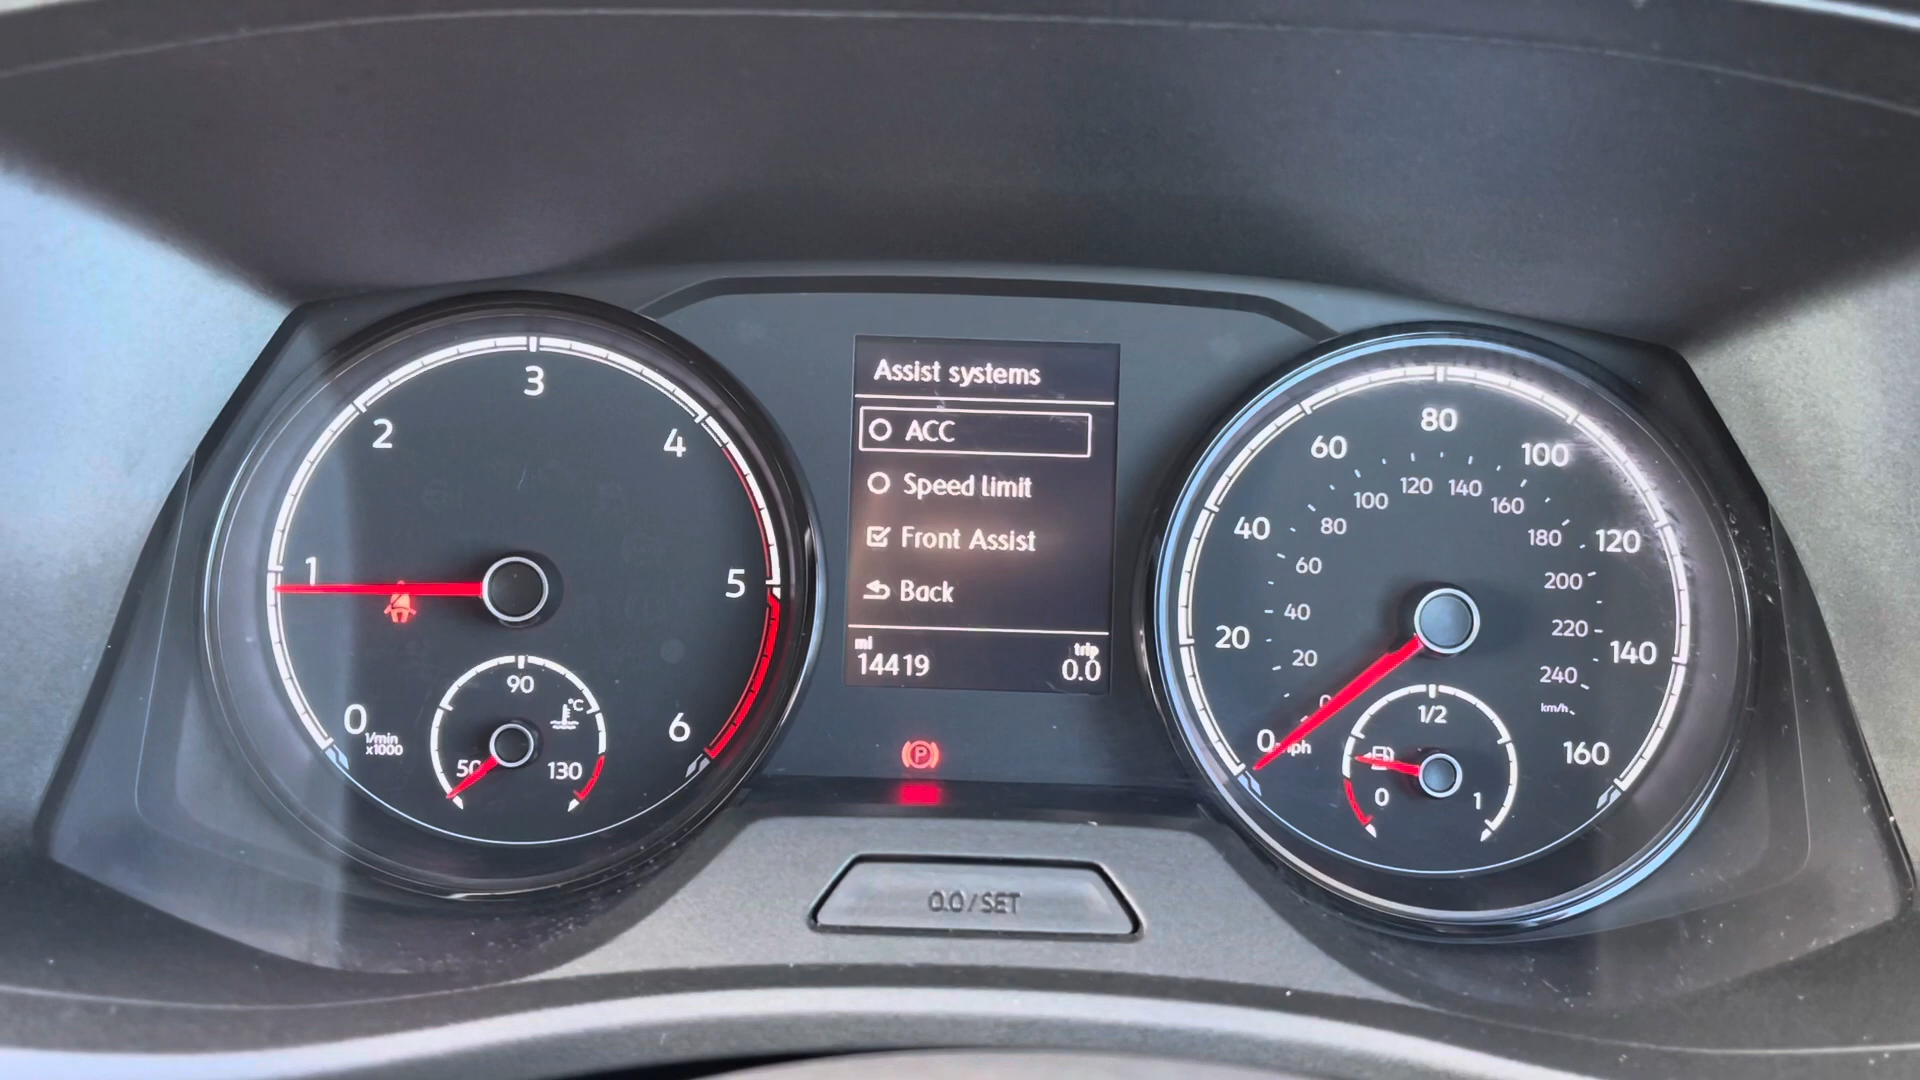 3
2
4
1
5
0
6
1/min
x1000
90
°C
50
130
Assist systems
ACC
Speed limit
Front Assist
Back
mi
trip
14419
0.0
P
0.0/SET
80
60
100
40
120
20
140
0
160
mph
120
140
100
160
80
180
60
200
40
220
20
240
0
km/h
1/2
0
1